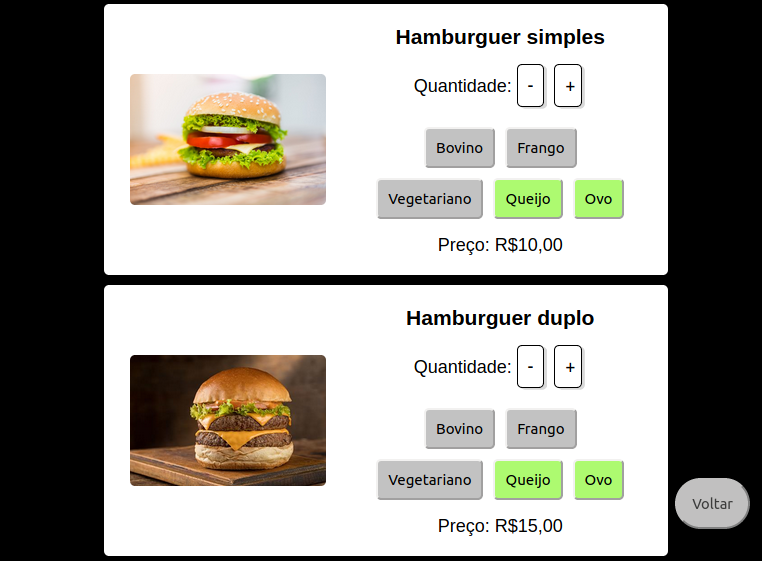 Hamburguer simples
Quantidade: - +
Bovino Frango
Vegetariano Queijo Ovo
Preço: R$10,00
Hamburguer duplo
Quantidade: - +
Bovino Frango
Vegetariano Queijo Ovo
Preço: R$15,00
Voltar